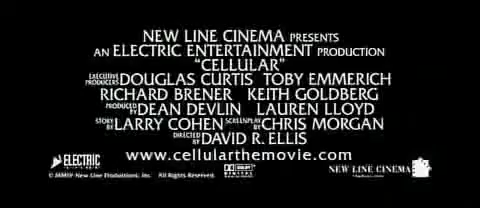 NEW LINE CINEMA PRESENTS
AN ELECTRIC ENTERTAINMENT PRODUCTION
"CELLULAR"
EXECUTIVE PRODUCERS DOUGLAS CURTIS TOBY EMMERICH
RICHARD BRENER KEITH GOLDBERG
PRODUCED BY DEAN DEVLIN LAUREN LLOYD
STORY BY LARRY COHEN SCREENPLAY BY CHRIS MORGAN
DIRECTED BY DAVID R. ELLIS
www.cellularthemovie.com
ELECTRIC
DIGITAL
NEW LINE CINEMA
© MMIV New Line Productions, Inc. All Rights Reserved.